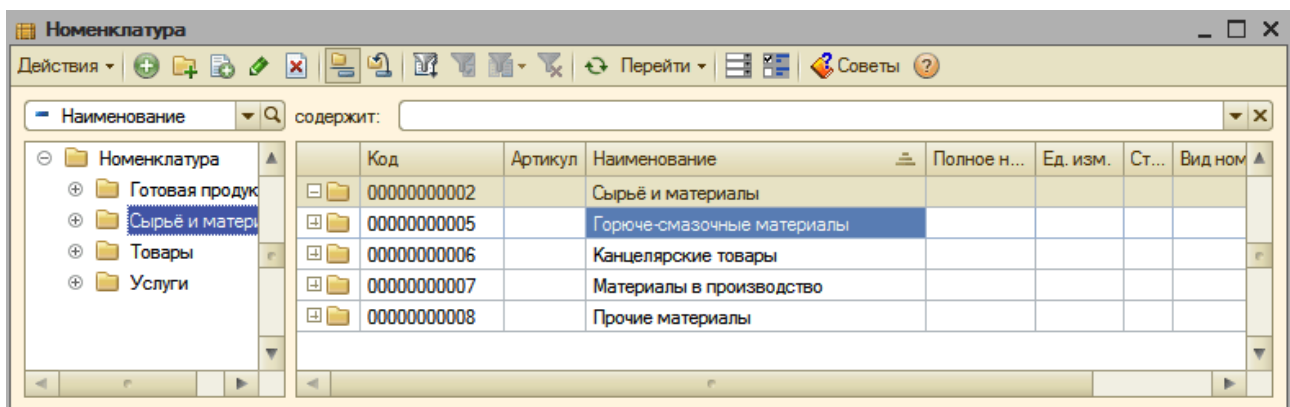 Номенклатура
Действия Перейти Советы
Наименование содержит:
Номенклатура
Готовая продук
Сырьё и матери
Товары
Услуги
Код Артикул Наименование Полное н... Ед. изм. Ст... Вид ном
00000000002 Сырьё и материалы
00000000005 Горюче-смазочные материалы
00000000006 Канцелярские товары
00000000007 Материалы в производство
00000000008 Прочие материалы